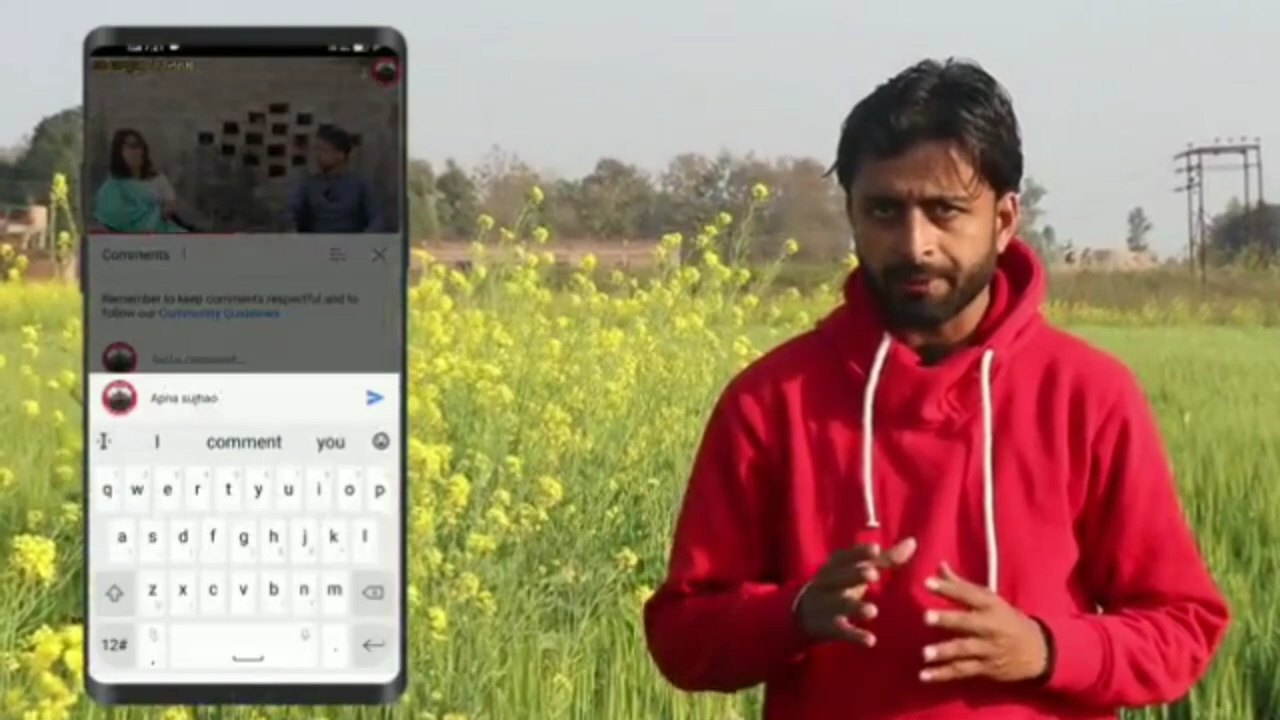 Comments
Remember to keep comments respectful and to
follow our Community Guidelines
Apna sujhao
I comment you
q w e r t y u i o p
a s d f g h j k l
z x c v b n m
12# , .